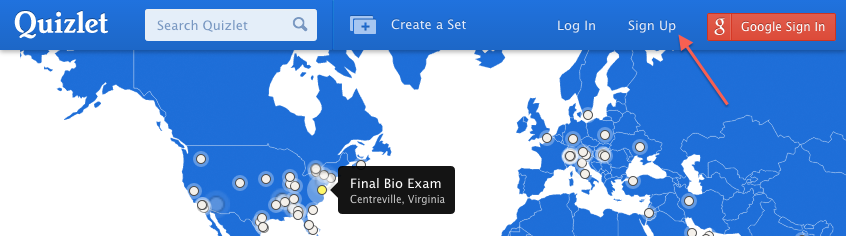 Quizlet
Search Quizlet
Create a Set
Log In
Sign Up
g
Google Sign In
Final Bio Exam
Centreville, Virginia